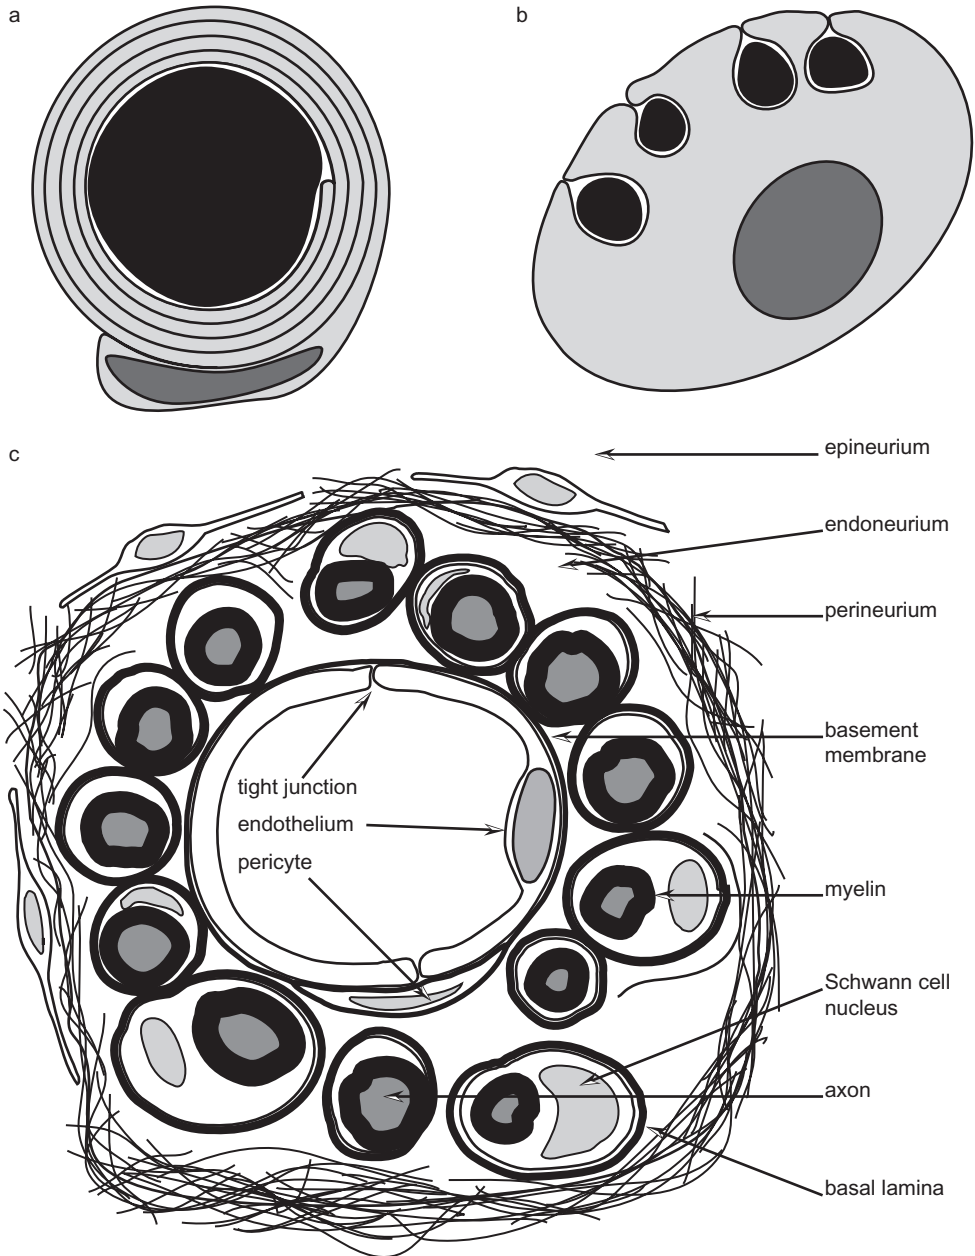 a
b
c
epineurium
endoneurium
perineurium
basement
membrane
tight junction
endothelium
pericyte
myelin
Schwann cell
nucleus
axon
basal lamina